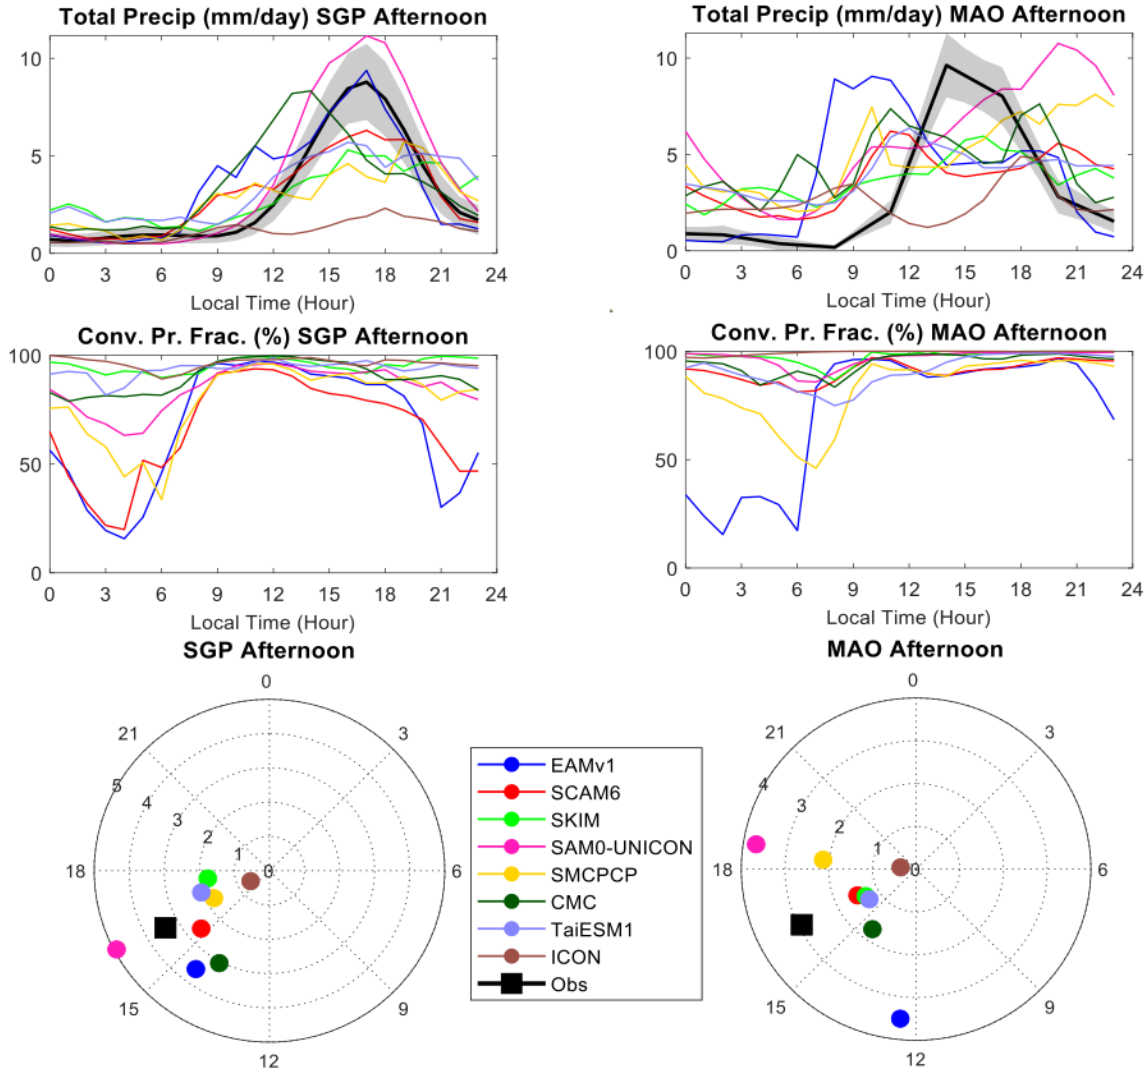 Total Precip (mm/day) SGP Afternoon
10
5
0
0 3 6 9 12 15 18 21 24
Local Time (Hour)
Total Precip (mm/day) MAO Afternoon
10
5
0
0 3 6 9 12 15 18 21 24
Local Time (Hour)
Conv. Pr. Frac. (%) SGP Afternoon
100
50
0
0 3 6 9 12 15 18 21 24
Local Time (Hour)
Conv. Pr. Frac. (%) MAO Afternoon
100
50
0
0 3 6 9 12 15 18 21 24
Local Time (Hour)
SGP Afternoon
0
21 3
5 4 3 2 1 0
18 6
15 9
12
EAMv1
SCAM6
SKIM
SAM0-UNICON
SMCPCP
CMC
TaiESM1
ICON
Obs
MAO Afternoon
0
21 3
4 3 2 1 0
18 6
15 9
12